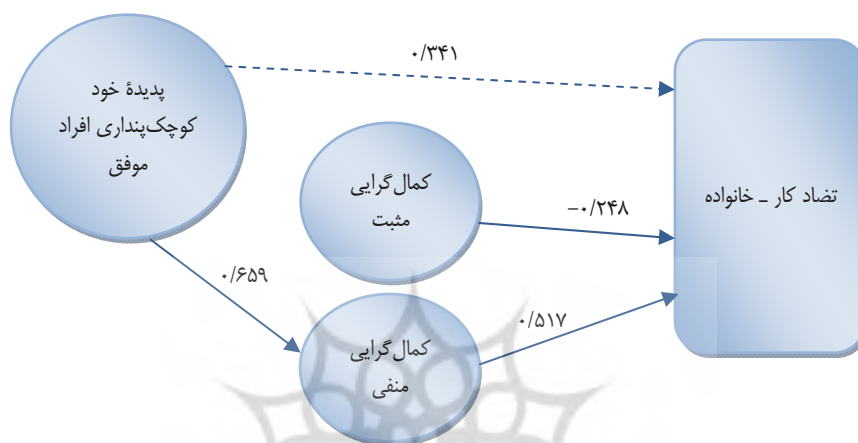 ۰/۳۴۱
پدیدۀ خود
کوچک‌پنداری افراد
موفق
کمال‌گرایی
مثبت
-۰/۲۴۸
تضاد کار - خانواده
۰/۶۵۹
۰/۵۱۷
کمال‌گرایی
منفی